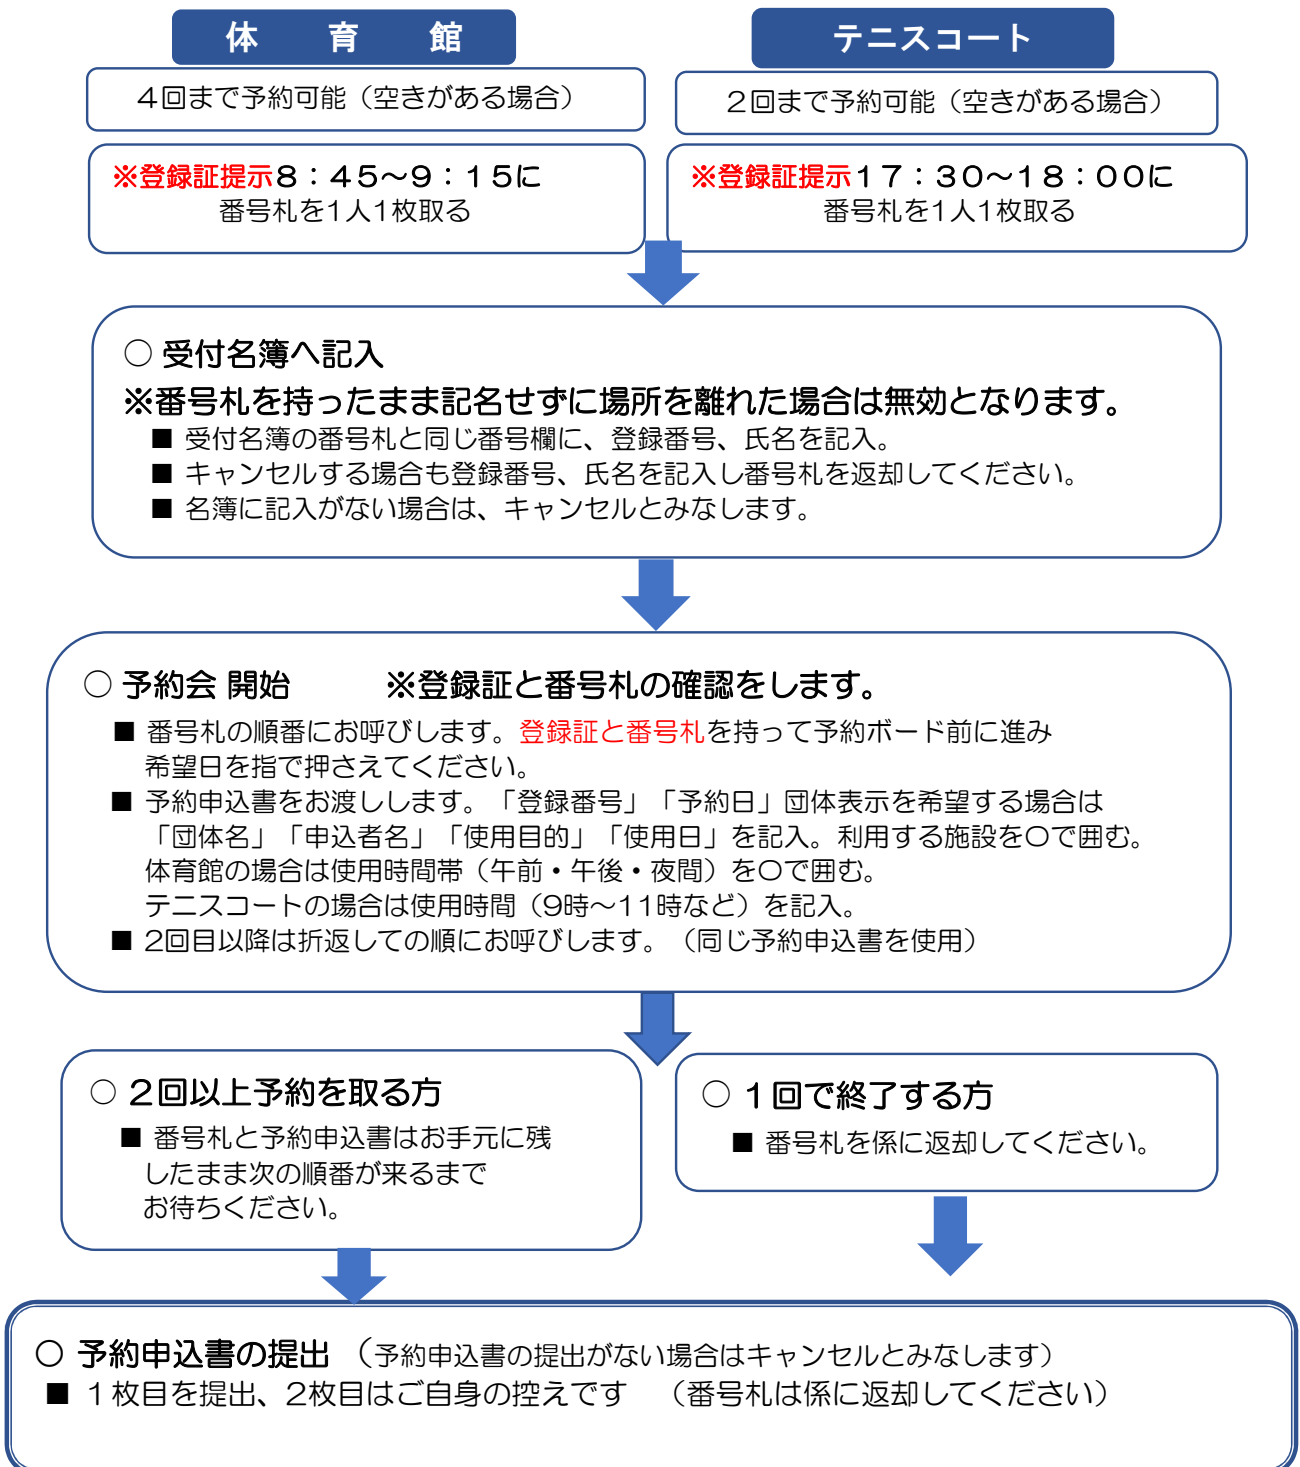 体　育　館
４回まで予約可能（空きがある場合）
※登録証提示８：４５～９：１５に
番号札を1人1枚取る
テニスコート
２回まで予約可能（空きがある場合）
※登録証提示１７：３０～１８：００に
番号札を1人1枚取る
○ 受付名簿へ記入
※番号札を持ったまま記名せずに場所を離れた場合は無効となります。
■ 受付名簿の番号札と同じ番号欄に、登録番号、氏名を記入。
■ キャンセルする場合も登録番号、氏名を記入し番号札を返却してください。
■ 名簿に記入がない場合は、キャンセルとみなします。
○ 予約会 開始　　　※登録証と番号札の確認をします。
■ 番号札の順番にお呼びします。登録証と番号札を持って予約ボード前に進み
希望日を指で押さえてください。
■ 予約申込書をお渡しします。「登録番号」「予約日」団体表示を希望する場合は
「団体名」「申込者名」「使用目的」「使用日」を記入。利用する施設を〇で囲む。
体育館の場合は使用時間帯（午前・午後・夜間）を〇で囲む。
テニスコートの場合は使用時間（9時～11時など）を記入。
■ 2回目以降は折返しての順にお呼びします。（同じ予約申込書を使用）
○ ２回以上予約を取る方
■ 番号札と予約申込書はお手元に残
したまま次の順番が来るまで
お待ちください。
○ １回で終了する方
■ 番号札を係に返却してください。
○ 予約申込書の提出　（予約申込書の提出がない場合はキャンセルとみなします）
■ １枚目を提出、2枚目はご自身の控えです　（番号札は係に返却してください）